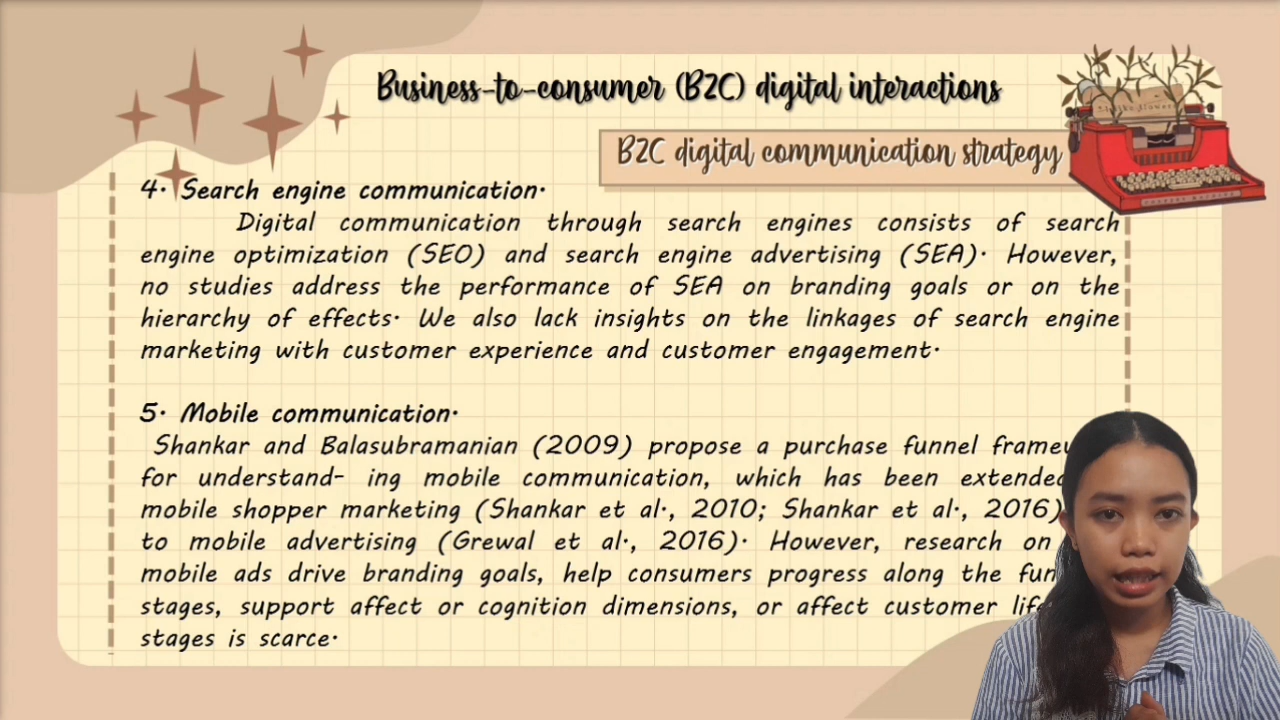 Business-to-consumer (B2C) digital interactions
B2C digital communication strategy
4. Search engine communication.
Digital communication through search engines consists of search
engine optimization (SEO) and search engine advertising (SEA). However,
no studies address the performance of SEA on branding goals or on the
hierarchy of effects. We also lack insights on the linkages of search engine
marketing with customer experience and customer engagement.
5. Mobile communication.
Shankar and Balasubramanian (2009) propose a purchase funnel
for understand- ing mobile communication, which has been extended
mobile shopper marketing (Shankar et al., 2010; Shankar et al., 2016)
to mobile advertising (Grewal et al., 2016). However, research on
mobile ads drive branding goals, help consumers progress along the
stages, support affect or cognition dimensions, or affect customer
stages is scarce.